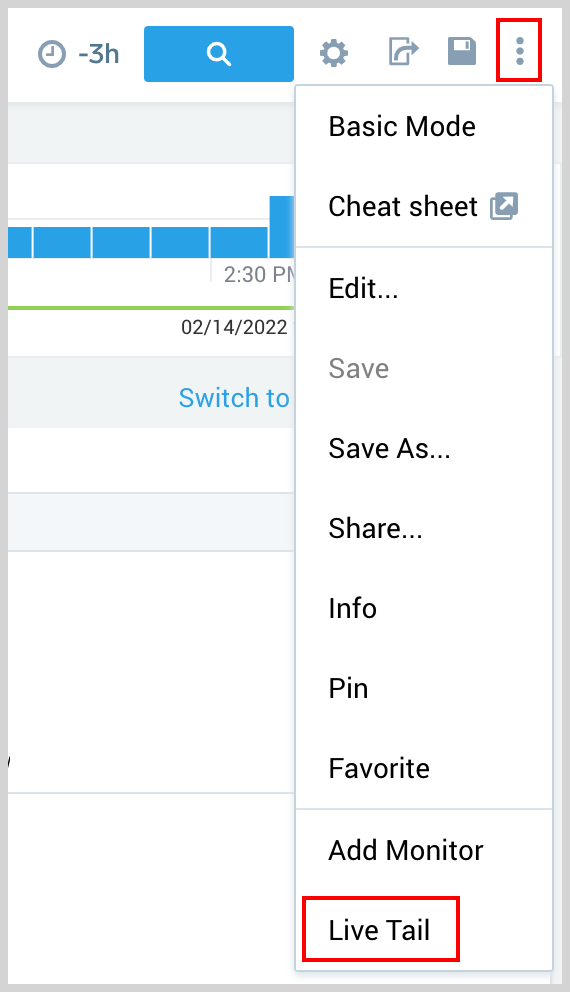 -3h
Basic Mode
Cheat sheet
2:30 PM
Edit...
02/14/2022
Save
Switch to
Save As...
Share...
Info
Pin
Favorite
Add Monitor
Live Tail